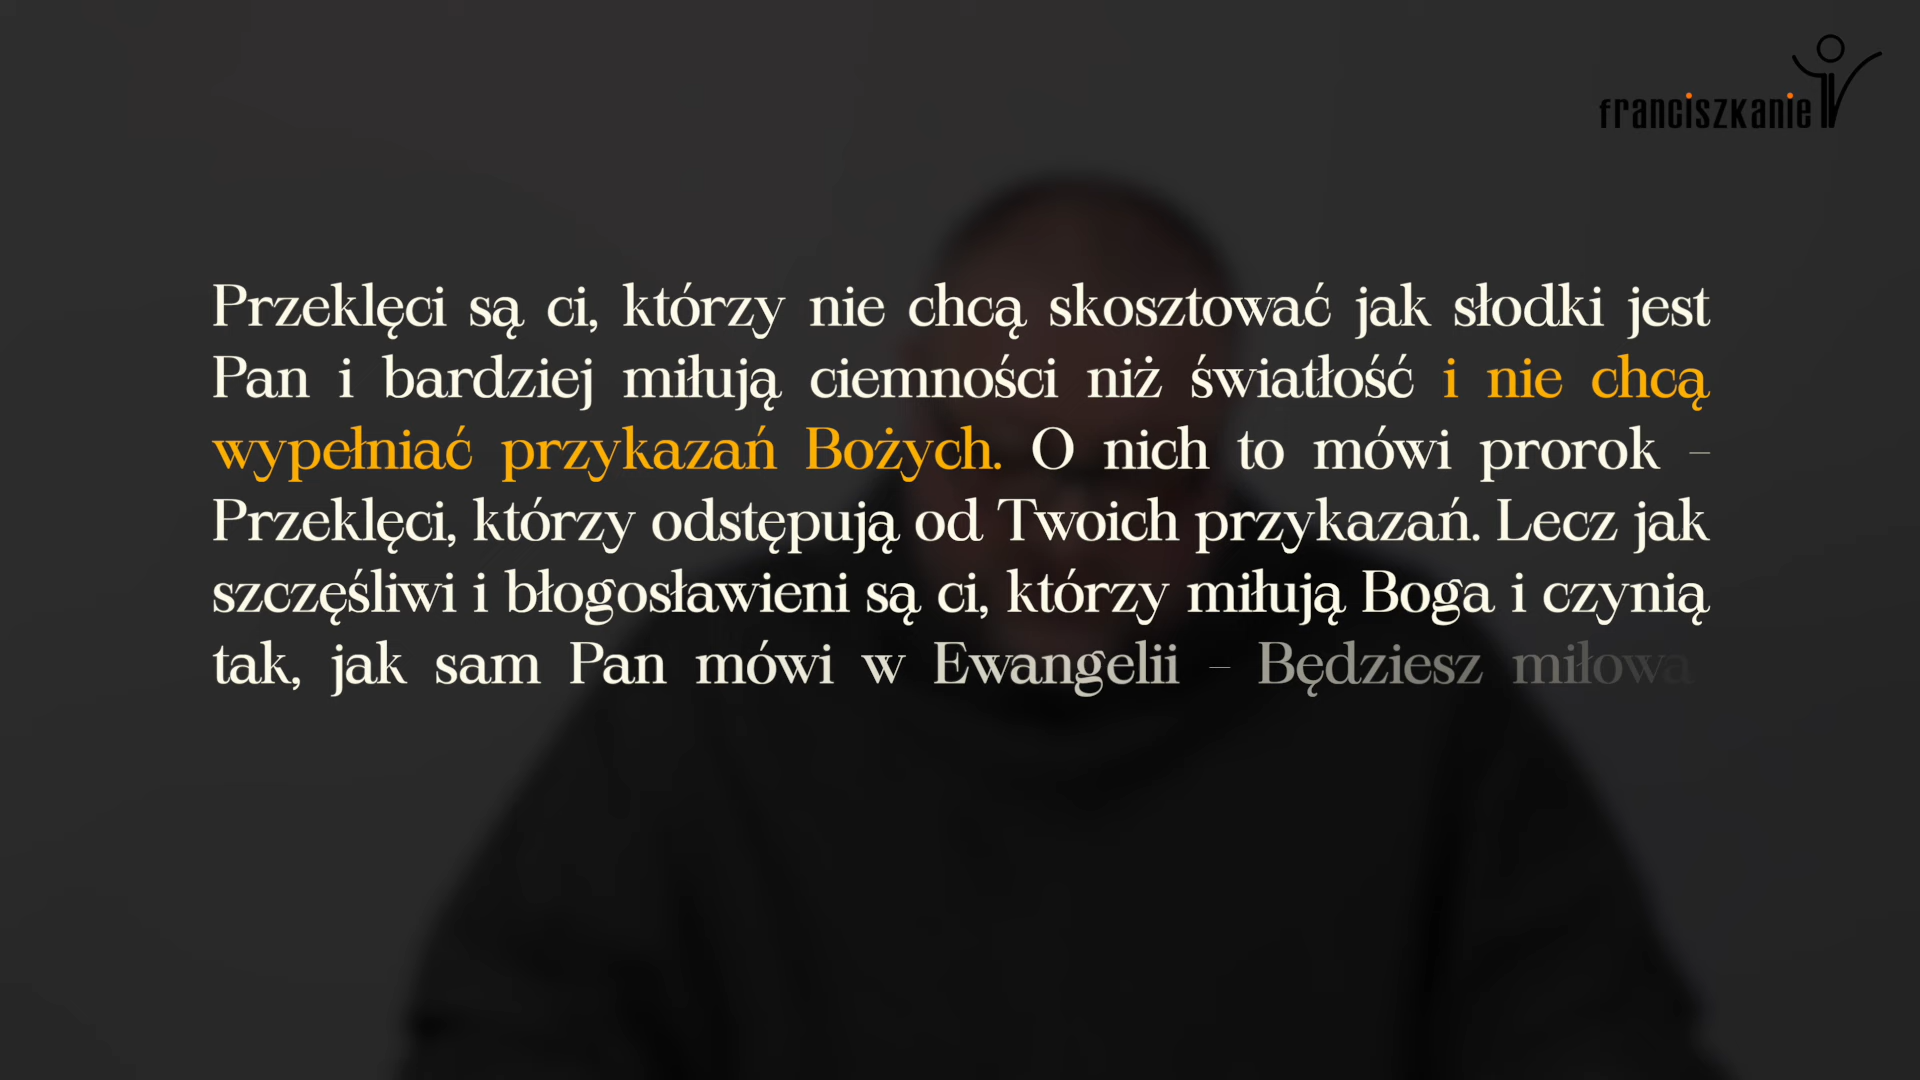 franciszkanie TV
Przeklęci są ci, którzy nie chcą skosztować jak słodki jest
Pan i bardziej miłują ciemności niż światłość i nie chcą
wypełniać przykazań Bożych. O nich to mówi prorok –
Przeklęci, którzy odstępują od Twoich przykazań. Lecz jak
szczęśliwi i błogosławieni są ci, którzy miłują Boga i czynią
tak, jak sam Pan mówi w Ewangelii – Będziesz miłowa